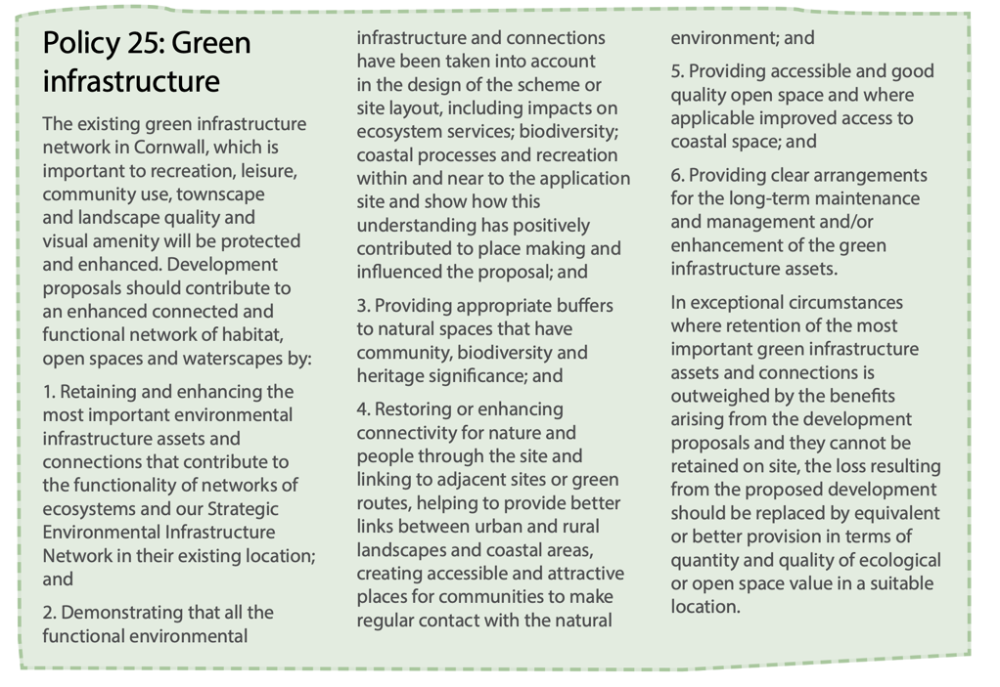 Policy 25: Green
infrastructure
The existing green infrastructure
network in Cornwall, which is
important to recreation, leisure,
community use, townscape
and landscape quality and
visual amenity will be protected
and enhanced. Development
proposals should contribute to
an enhanced connected and
functional network of habitat,
open spaces and waterscapes by:
1. Retaining and enhancing the
most important environmental
infrastructure assets and
connections that contribute to
the functionality of networks of
ecosystems and our Strategic
Environmental Infrastructure
Network in their existing location;
and
2. Demonstrating that all the
functional environmental
infrastructure and connections
have been taken into account
in the design of the scheme or
site layout, including impacts on
ecosystem services; biodiversity;
coastal processes and recreation
within and near to the application
site and show how this
understanding has positively
contributed to place making and
influenced the proposal; and
3. Providing appropriate buffers
to natural spaces that have
community, biodiversity and
heritage significance; and
4. Restoring or enhancing
connectivity for nature and
people through the site and
linking to adjacent sites or green
routes, helping to provide better
links between urban and rural
landscapes and coastal areas,
creating accessible and attractive
places for communities to make
regular contact with the natural
environment; and
5. Providing accessible and good
quality open space and where
applicable improved access to
coastal space; and
6. Providing clear arrangements
for the long-term maintenance
and management and/or
enhancement of the green
infrastructure assets.
In exceptional circumstances
where retention of the most
important green infrastructure
assets and connections is
outweighed by the benefits
arising from the development
proposals and they cannot be
retained on site, the loss resulting
from the proposed development
should be replaced by equivalent
or better provision in terms of
quantity and quality of ecological
or open space value in a suitable
location.